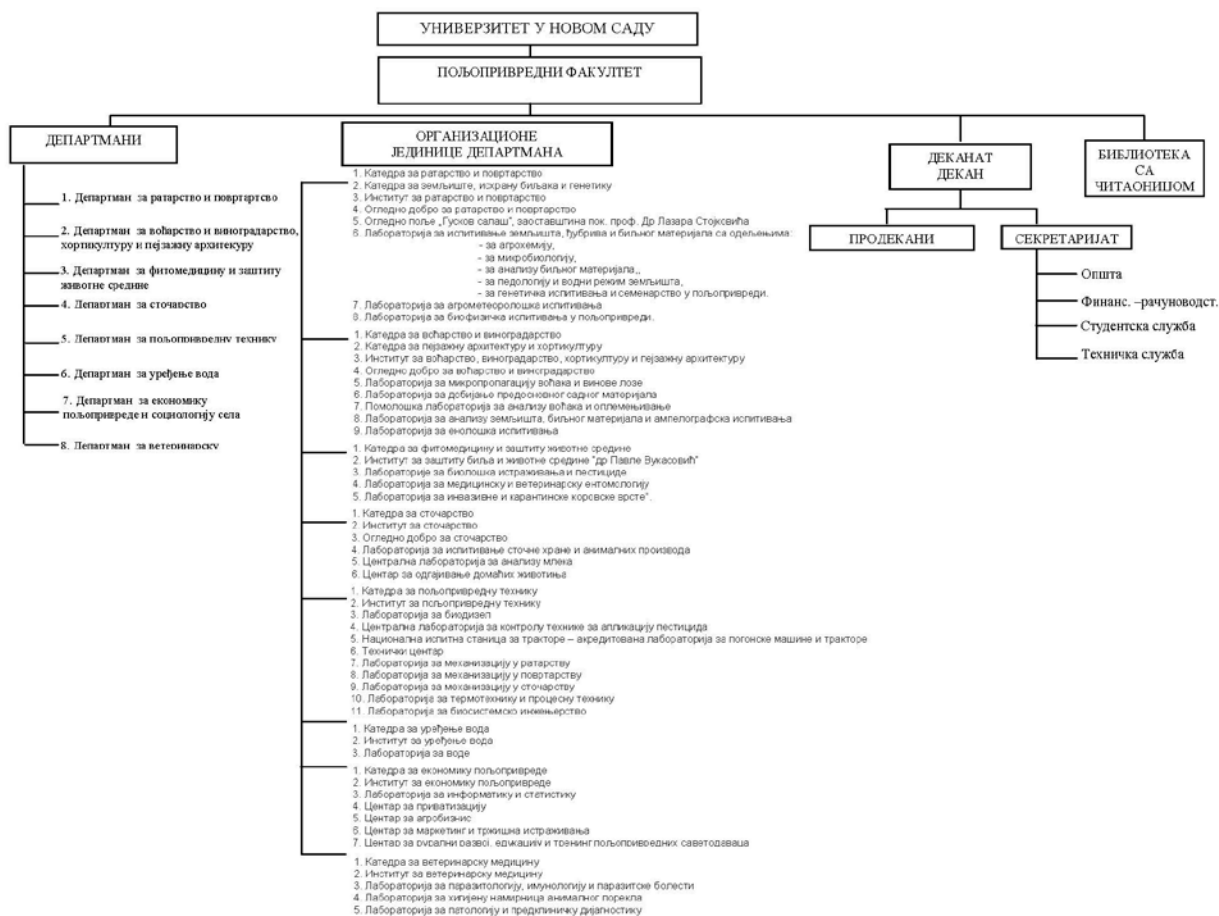 УНИВЕРЗИТЕТ У НОВОМ САДУ
ПОЉОПРИВРЕДНИ ФАКУЛТЕТ
ДЕПАРТМАНИ
1. Департман за ратарство и повртартсво
2. Департман за воћарство и виноградарство,
хортикултуру и пејзажну архитекуру
3. Департман за фитомедицину и заштиту
животне средине
4. Департман за сточарство
5. Департман за пољопривредну технику
6. Департман за уређење вода
7. Департман за економику
пољопривреде и социологију села
8. Департман за ветеринарску
ОРГАНИЗАЦИОНЕ
ЈЕДИНИЦЕ ДЕПАРТМАНА
1. Катедра за ратарство и повртарство
2. Катедра за земљиште, исхрану биљака и генетику
3. Институт за ратарство и повртарство
4. Огледно добро за ратарство и повртарство
5. Огледно поље „Гусков салаш", заоставштина пок. проф. Др Лазара Стојковића
6. Лабораторија за испитивање земљишта, ђубрива и биљног материјала са одељењима:
- за агрохемију,
- за микробиологију,
- за анализу биљног материјала,,
- за педологију и водни режим земљишта,
- за генетичка испитивања и семенарство у пољопривреди.
7. Лабораторија за агрометеоролошка испитивања
8. Лабораторија за биофизичка испитивања у пољопривреди.
1. Катедра за воћарство и виноградарство
2. Катедра за пејзажну архитектуру и хортикултуру
3. Институт за воћарство, виноградарство, хортикултуру и пејзажну архитектуру
4. Огледно добро за воћарство и виноградарство
5. Лабораторија за микропропагацију воћака и винове лозе
6. Лабораторија за добијање предосновног садног материјала
7. Помолошка лабораторија за анализу воћака и оплемењивање
8. Лабораторија за анализу земљишта, биљног материјала и ампелографска испитивања
9. Лабораторија за енолошка испитивања
1. Катедра за фитомедицину и заштиту животне средине
2. Институт за заштиту биља и животне средине "др Павле Вукасовић"
3. Лабораторије за биолошка истраживања и пестициде
4. Лабораторија за медицинску и ветеринарску ентомологију
5. Лабораторија за инвазивне и карантинске коровске врсте".
1. Катедра за сточарство
2. Институт за сточарство
3. Огледно добро за сточарство
4. Лабораторија за испитивање сточне хране и анималних производа
5. Централна лабораторија за анализу млека
6. Центар за одгајивање домаћих животиња
1. Катедра за пољопривредну технику
2. Институт за пољопривредну технику
3. Лабораторија за биодизел
4. Централна лабораторија за контролу технике за апликацију пестицида
5. Национална испитна станица за тракторе – акредитована лабораторија за погонске машине и тракторе
6. Технички центар
7. Лабораторија за механизацију у ратарству
8. Лабораторија за механизацију у повртарству
9. Лабораторија за механизацију у сточарству
10. Лабораторија за термотехнику и процесну технику
11. Лабораторија за биосистемско инжењерство
1. Катедра за уређење вода
2. Институт за уређење вода
3. Лабораторија за воде
1. Катедра за економику пољопривреде
2. Институт за економику пољопривреде
3. Лабораторија за информатику и статистику
4. Центар за приватизацију
5. Центар за агробизнис
6. Центар за маркетинг и тржишна истраживања
7. Центар за рурални развој, едукацију и тренинг пољопривредних саветодаваца
1. Катедра за ветеринарску медицину
2. Институт за ветеринарску медицину
3. Лабораторија за паразитологију, имунологију и паразитске болести
4. Лабораторија за хигијену намирница анималног порекла
5. Лабораторија за патологију и предклиничку дијагностику
ДЕКАНАТ
ДЕКАН
ПРОДЕКАНИ
СЕКРЕТАРИЈАТ
Општа
Финанс. –рачуноводст.
Студентска служба
Техничка служба
БИБЛИОТЕКА
СА
ЧИТАОНИЏОМ